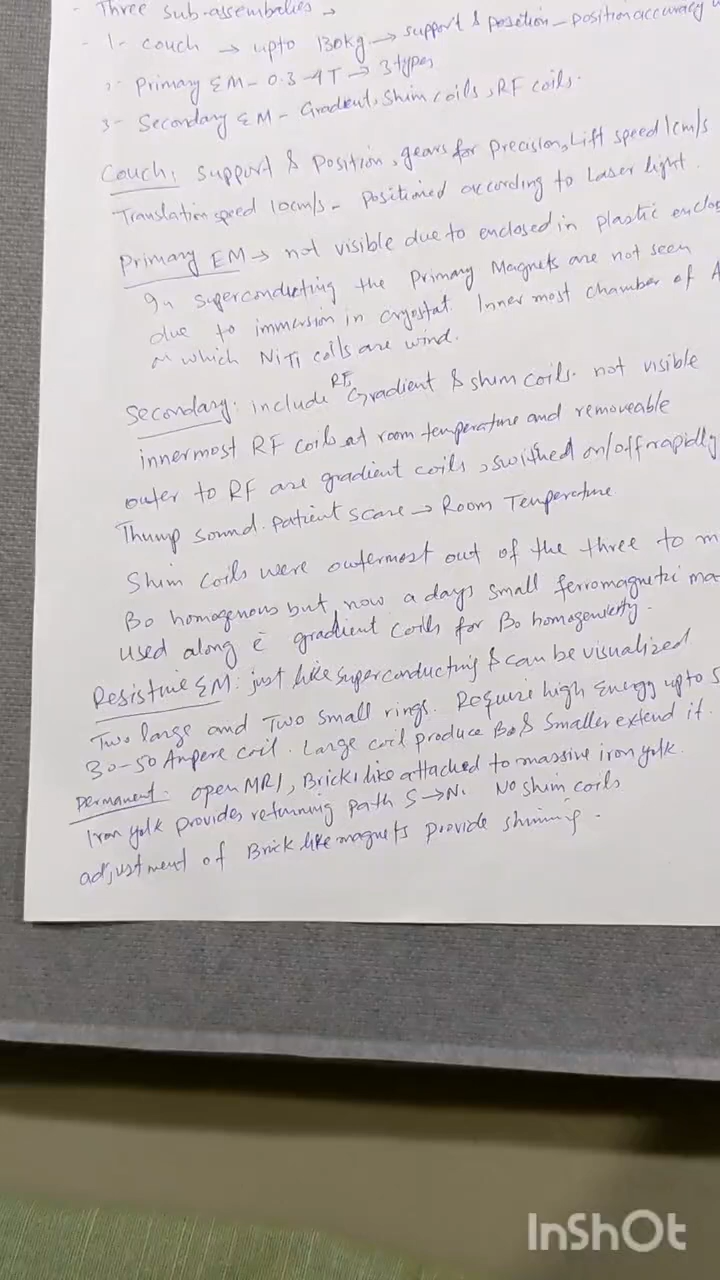 - Three sub-assembalies →
- 1- Couch → upto 130kg → support & position - position accuracy
2- Primary EM - 0.3-4T → 3 types
3- Secondary EM - Gradient, Shim coils, RF coils.
Couch: support & position, gears for precision, Lift speed 1cm/s
Translation speed 10cm/s - positioned according to Laser light.
Primary EM → not visible due to enclosed in plastic
In superconducting the Primary Magnets are not seen
due to immersion in cryostat. Inner most chamber of
which NiTi coils are wind.
Secondary: include RF Gradient & shim coils. not visible
innermost RF coils at room temperature and removeable
outer to RF are gradient coils, swithed on/off rapidly
Thump sound. patient scare → Room Temperature
Shim coils were outermost out of the three to
Bo homogenous but now a days small ferromagnetic
used along c̄ gradient coils for Bo homogeniety.
Resistive EM: just like superconducting & can be visualized
Two large and Two small rings. Require high energy upto
30-50 Ampere coil. Large coil produce Bo & smaller extend it.
Permanent: open MRI, Brick like attached to massive iron yolk.
Iron yolk provides returning path S→N. No shim coils
adjustment of Brick like magnets provide shiming.
InShOt